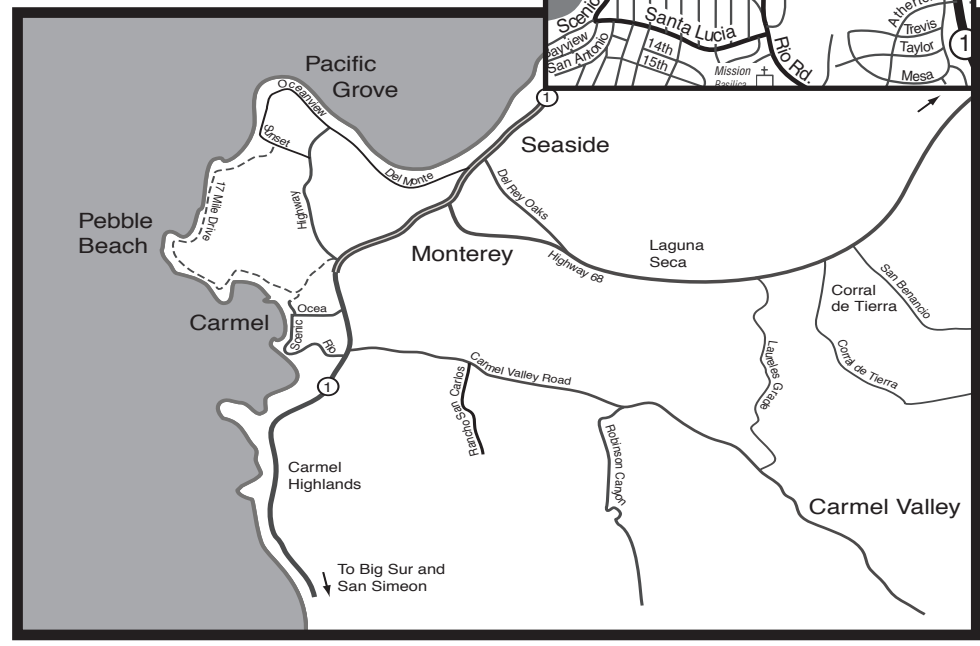 Scenic
Santa Lucia
Bayview
San Antonio
14th
15th
Mission
Basilica
Rio Rd.
Trevis
Taylor
Mesa
1
Pacific
Grove
1
Oceanview
Sunset
Seaside
Del Monte
Del Rey Oaks
17 Mile Drive
Highway
Pebble
Beach
Monterey
Highway 68
Laguna
Seca
San Benancio
Corral
de Tierra
Ocea
Carmel
Scenic
Rio
Laureles Grade
Corral de Tierra
Carmel Valley Road
1
Rancho San Carlos
Robinson Canyon
Carmel
Highlands
Carmel Valley
To Big Sur and
San Simeon